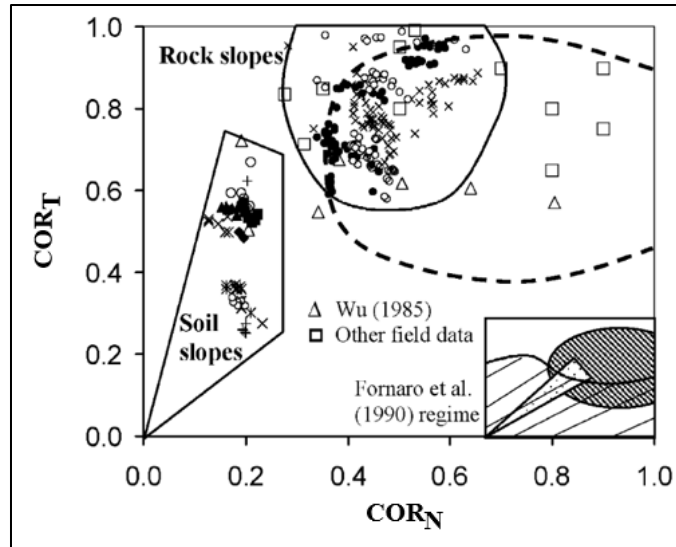 1.0
0.8
0.6
0.4
0.2
0.0
COR_T
Rock slopes
Soil
slopes
△ Wu (1985)
□ Other field data
Fornaro et al.
(1990) regime
0.0 0.2 0.4 0.6 0.8 1.0
COR_N